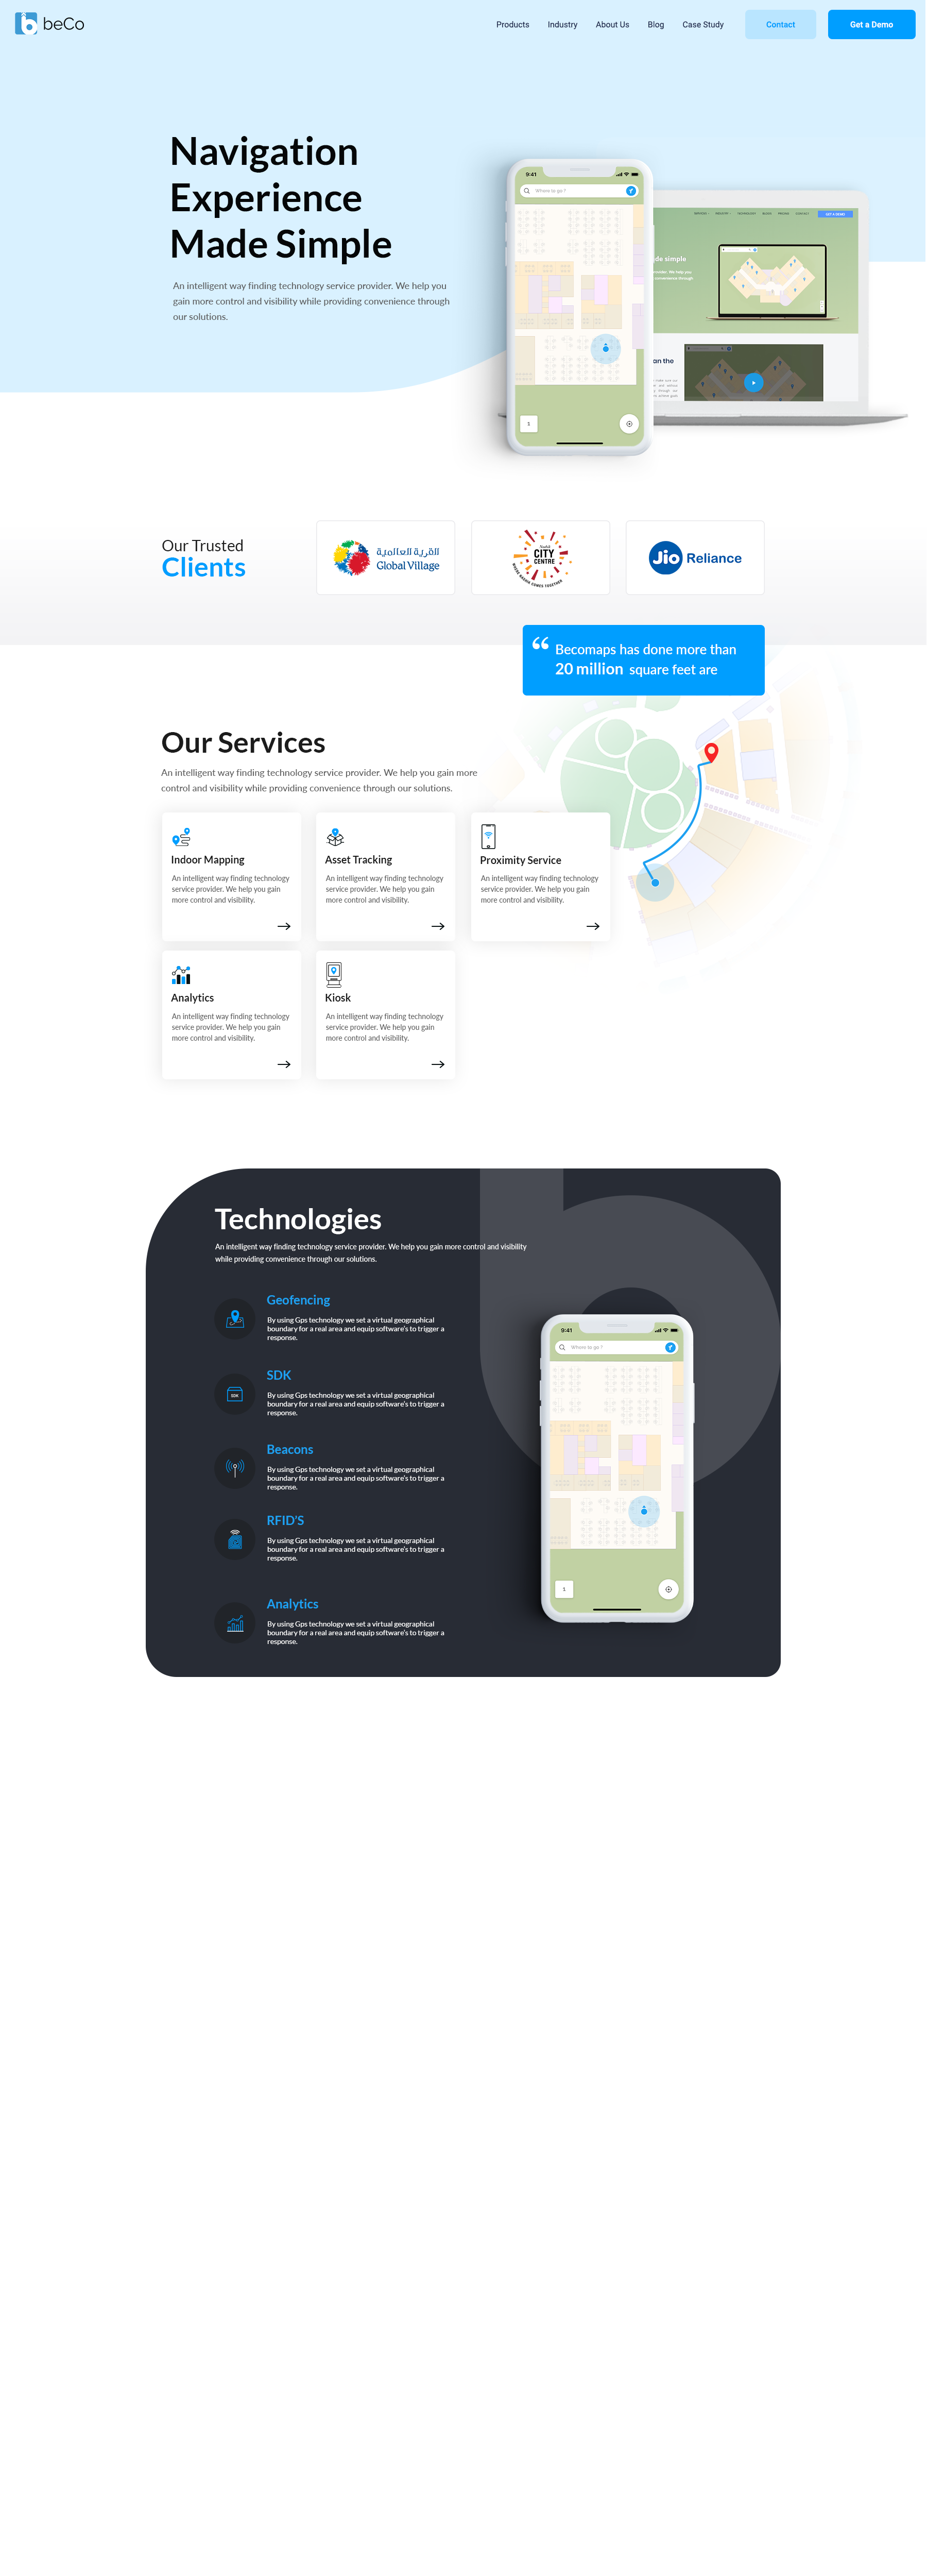 beCo
Products Industry About Us Blog Case Study Contact Get a Demo
Navigation
Experience
Made Simple
An intelligent way finding technology service provider. We help you
gain more control and visibility while providing convenience through
our solutions.
9:41
Where to go ?
1
GET A DEMO
de simple
Our Trusted
Clients
القرية العالمية
Global Village
CITY
CENTRE
Jio Reliance
“ Becomaps has done more than
20 million square feet are
Our Services
An intelligent way finding technology service provider. We help you gain more
control and visibility while providing convenience through our solutions.
Indoor Mapping
An intelligent way finding technology
service provider. We help you gain
more control and visibility.
Asset Tracking
An intelligent way finding technology
service provider. We help you gain
more control and visibility.
Proximity Service
An intelligent way finding technology
service provider. We help you gain
more control and visibility.
Analytics
An intelligent way finding technology
service provider. We help you gain
more control and visibility.
Kiosk
An intelligent way finding technology
service provider. We help you gain
more control and visibility.
Technologies
An intelligent way finding technology service provider. We help you gain more control and visibility
while providing convenience through our solutions.
Geofencing
By using Gps technology we set a virtual geographical
boundary for a real area and equip software's to trigger a
response.
SDK
SDK
By using Gps technology we set a virtual geographical
boundary for a real area and equip software's to trigger a
response.
Beacons
By using Gps technology we set a virtual geographical
boundary for a real area and equip software's to trigger a
response.
RFID'S
By using Gps technology we set a virtual geographical
boundary for a real area and equip software's to trigger a
response.
Analytics
By using Gps technology we set a virtual geographical
boundary for a real area and equip software's to trigger a
response.
9:41
Where to go ?
1